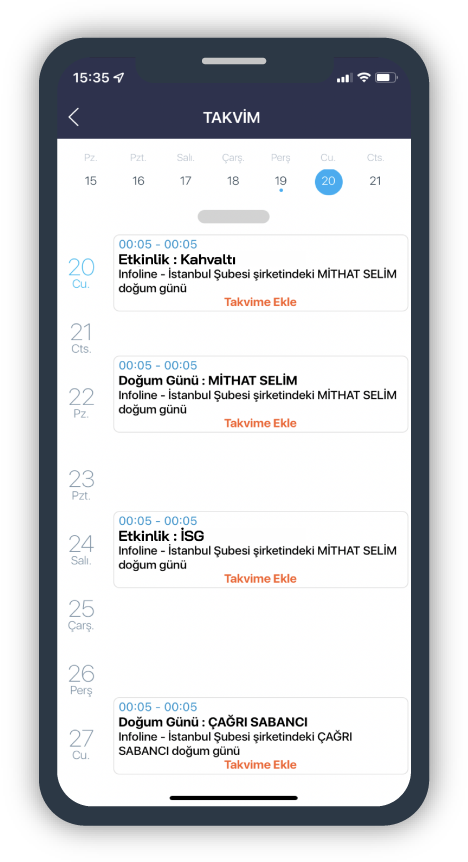 15:35
TAKVİM
Pz. Pzt. Salı. Çarş. Perş Cu. Cts.
15 16 17 18 19 20 21
20
Cu.
00:05 - 00:05
Etkinlik : Kahvaltı
Infoline - İstanbul Şubesi şirketindeki MİTHAT SELİM
doğum günü
Takvime Ekle
21
Cts.
22
Pz.
00:05 - 00:05
Doğum Günü : MİTHAT SELİM
Infoline - İstanbul Şubesi şirketindeki MİTHAT SELİM
doğum günü
Takvime Ekle
23
Pzt.
24
Salı.
00:05 - 00:05
Etkinlik : İSG
Infoline - İstanbul Şubesi şirketindeki MİTHAT SELİM
doğum günü
Takvime Ekle
25
Çarş.
26
Perş
27
Cu.
00:05 - 00:05
Doğum Günü : ÇAĞRI SABANCI
Infoline - İstanbul Şubesi şirketindeki ÇAĞRI
SABANCI doğum günü
Takvime Ekle